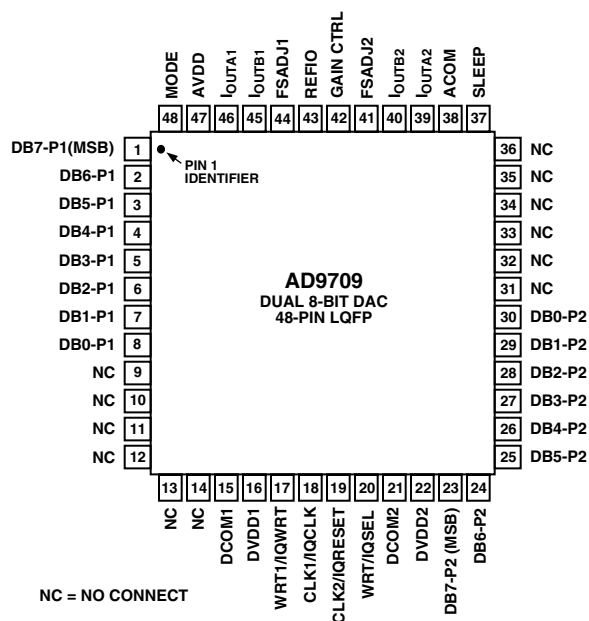 MODE
AVDD
IOUTA1
IOUTB1
FSADJ1
REFIO
GAIN CTRL
FSADJ2
IOUTB2
IOUTA2
ACOM
SLEEP
48 47 46 45 44 43 42 41 40 39 38 37
DB7-P1(MSB) 1
DB6-P1 2
DB5-P1 3
DB4-P1 4
DB3-P1 5
DB2-P1 6
DB1-P1 7
DB0-P1 8
NC 9
NC 10
NC 11
NC 12
PIN 1
IDENTIFIER
AD9709
DUAL 8-BIT DAC
48-PIN LQFP
36 NC
35 NC
34 NC
33 NC
32 NC
31 NC
30 DB0-P2
29 DB1-P2
28 DB2-P2
27 DB3-P2
26 DB4-P2
25 DB5-P2
13 14 15 16 17 18 19 20 21 22 23 24
NC
NC
DCOM1
DVDD1
WRT1/IQWRT
CLK1/IQCLK
CLK2/IQRESET
WRT/IQSEL
DCOM2
DVDD2
DB7-P2 (MSB)
DB6-P2
NC = NO CONNECT